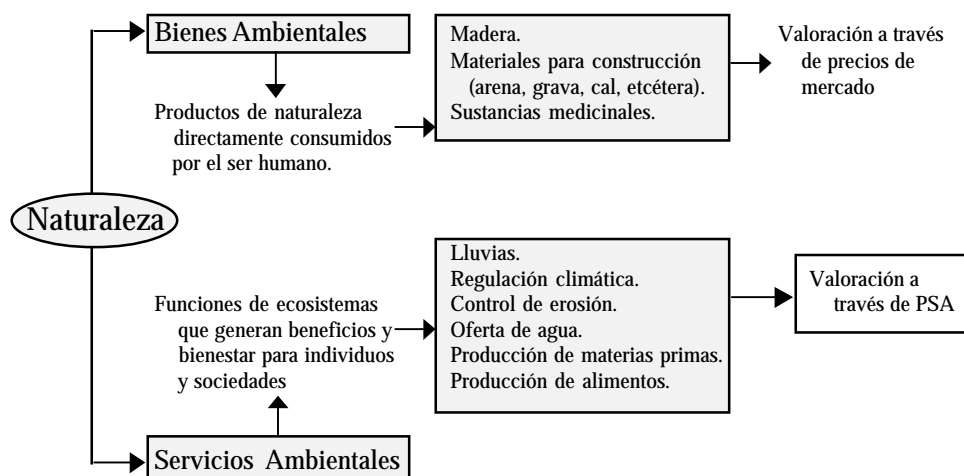 Bienes Ambientales
Productos de naturaleza
directamente consumidos
por el ser humano.
Madera.
Materiales para construcción
(arena, grava, cal, etcétera).
Sustancias medicinales.
Valoración a través
de precios de
mercado
Naturaleza
Funciones de ecosistemas
que generan beneficios y
bienestar para individuos
y sociedades
Lluvias.
Regulación climática.
Control de erosión.
Oferta de agua.
Producción de materias primas.
Producción de alimentos.
Valoración a
través de PSA
Servicios Ambientales